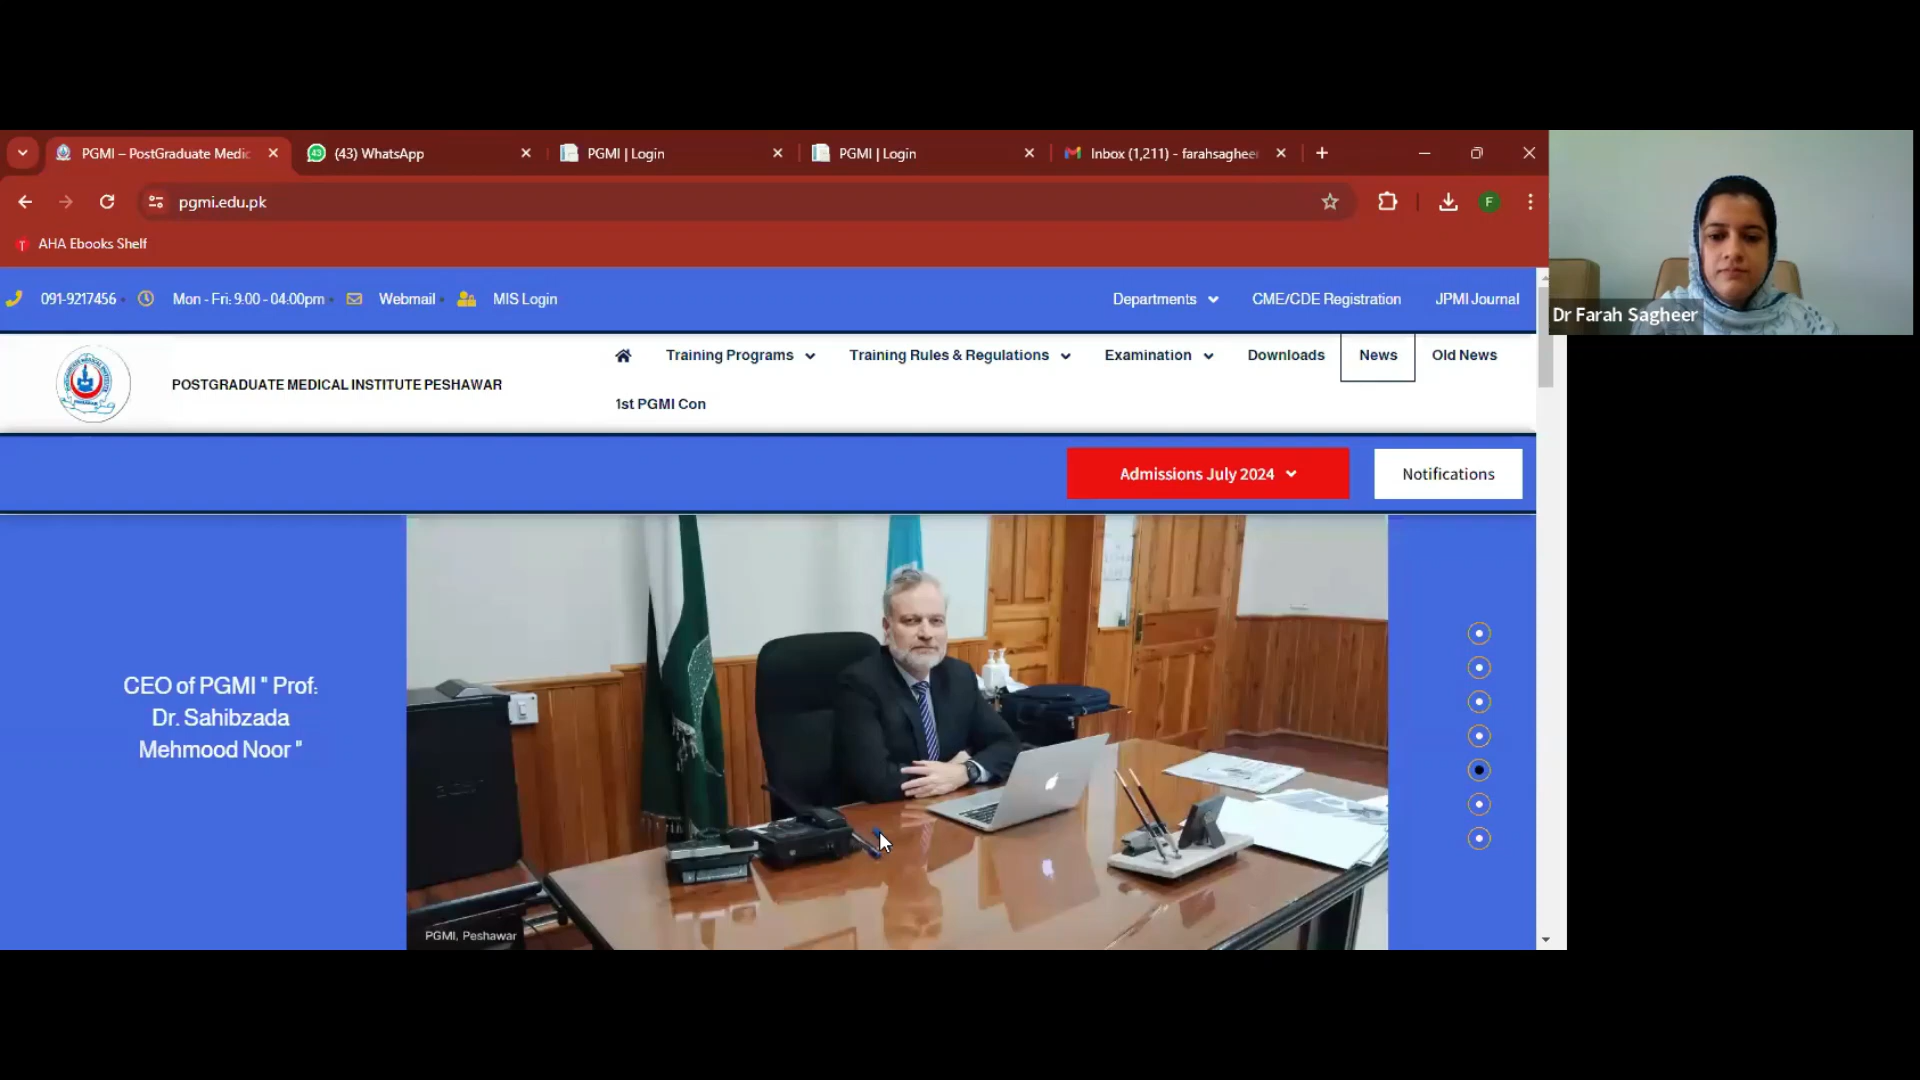 PGMI – PostGraduate Medic
(43) WhatsApp
PGMI | Login
PGMI | Login
Inbox (1,211) - farahsagheer
pgmi.edu.pk
F
AHA Ebooks Shelf
091-9217456
Mon - Fri: 9:00 - 04:00pm
Webmail
MIS Login
Departments
CME/CDE Registration
JPMI Journal
Dr Farah Sagheer
POSTGRADUATE MEDICAL INSTITUTE PESHAWAR
Training Programs
Training Rules & Regulations
Examination
Downloads
News
Old News
1st PGMI Con
Admissions July 2024
Notifications
CEO of PGMI " Prof:
Dr. Sahibzada
Mehmood Noor "
PGMI, Peshawar